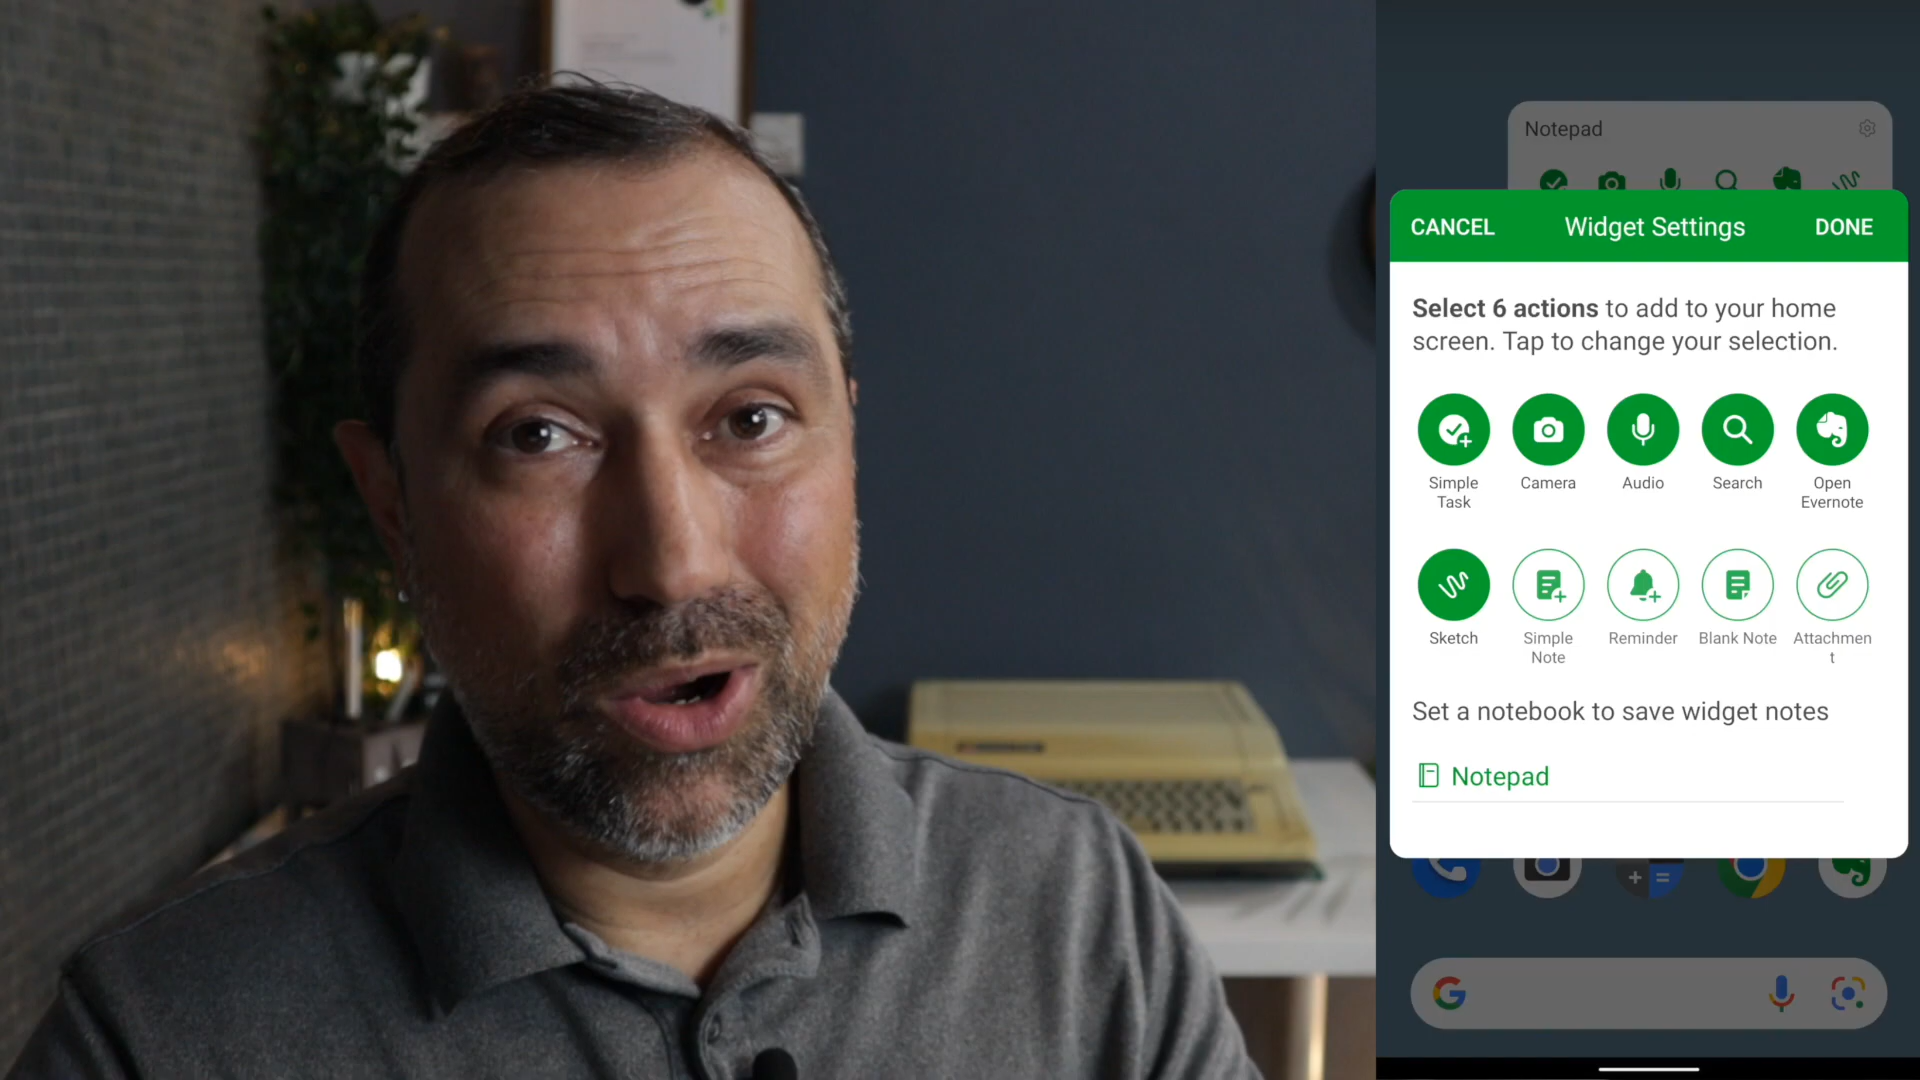 Notepad
CANCEL Widget Settings DONE
Select 6 actions to add to your home
screen. Tap to change your selection.
Simple
Task
Camera
Audio
Search
Open
Evernote
Sketch
Simple
Note
Reminder
Blank Note
Attachmen
t
Set a notebook to save widget notes
Notepad